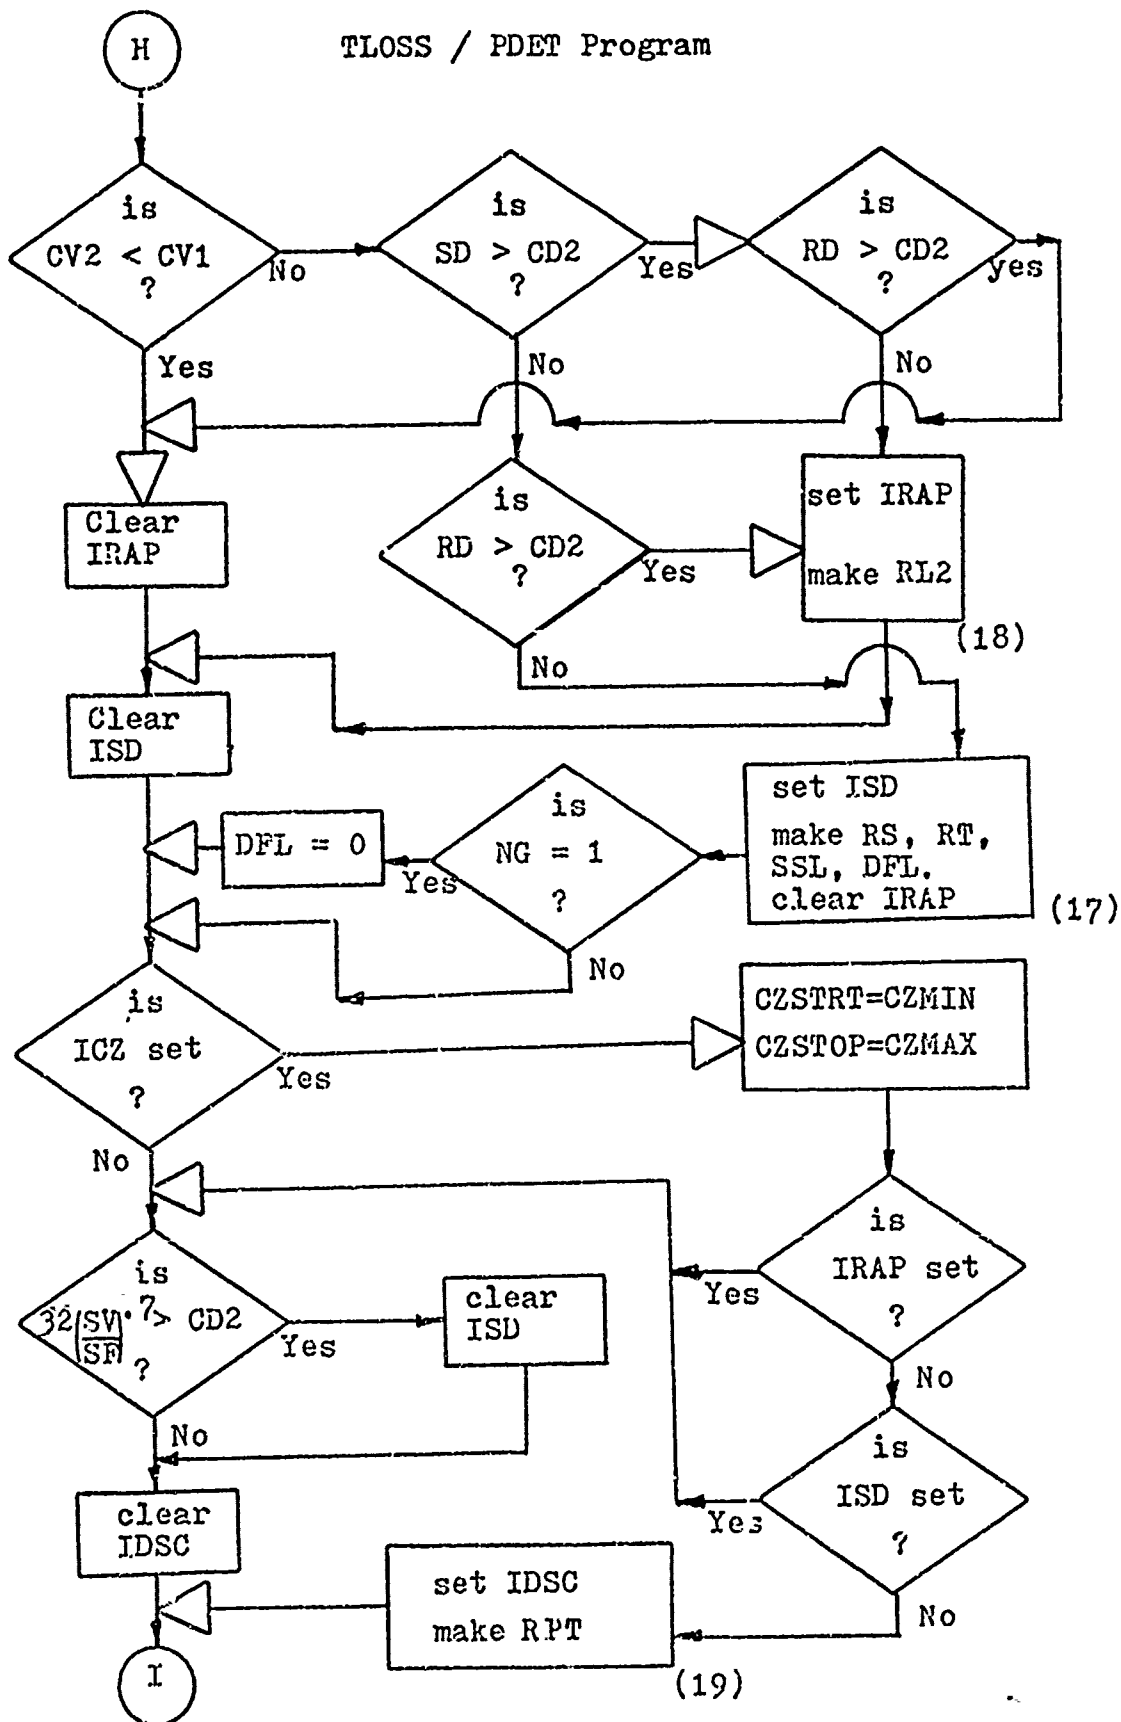 H
TLOSS / PDET Program
is
CV2 < CV1
?
No
Yes
is
SD > CD2
?
Yes
No
is
RD > CD2
?
yes
No
Clear
IRAP
is
RD > CD2
?
Yes
No
set IRAP
make RL2
(18)
Clear
ISD
DFL = 0
is
NG = 1
?
Yes
No
set ISD
make RS, RT,
SSL, DFL.
clear IRAP
(17)
is
ICZ set
?
Yes
No
CZSTRT=CZMIN
CZSTOP=CZMAX
is
IRAP set
?
Yes
No
is
32(SV/SF)^.7 > CD2
?
Yes
No
clear
ISD
is
ISD set
?
Yes
No
clear
IDSC
set IDSC
make RPT
(19)
I